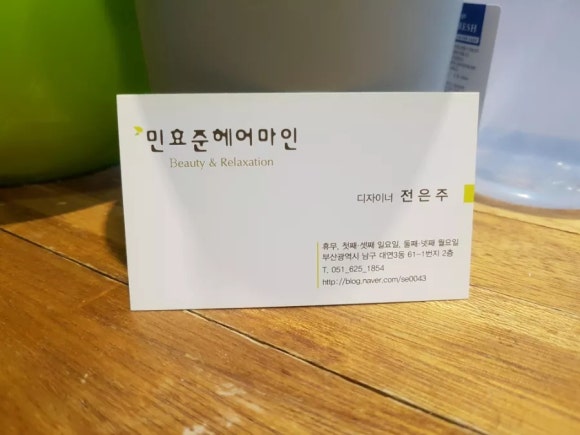 민효준헤어마인
Beauty & Relaxation
디자이너 전은주
휴무, 첫째·셋째 일요일, 둘째·넷째 월요일
부산광역시 남구 대연3동 61-1번지 2층
T. 051_625_1854
http://blog.naver.com/se0043